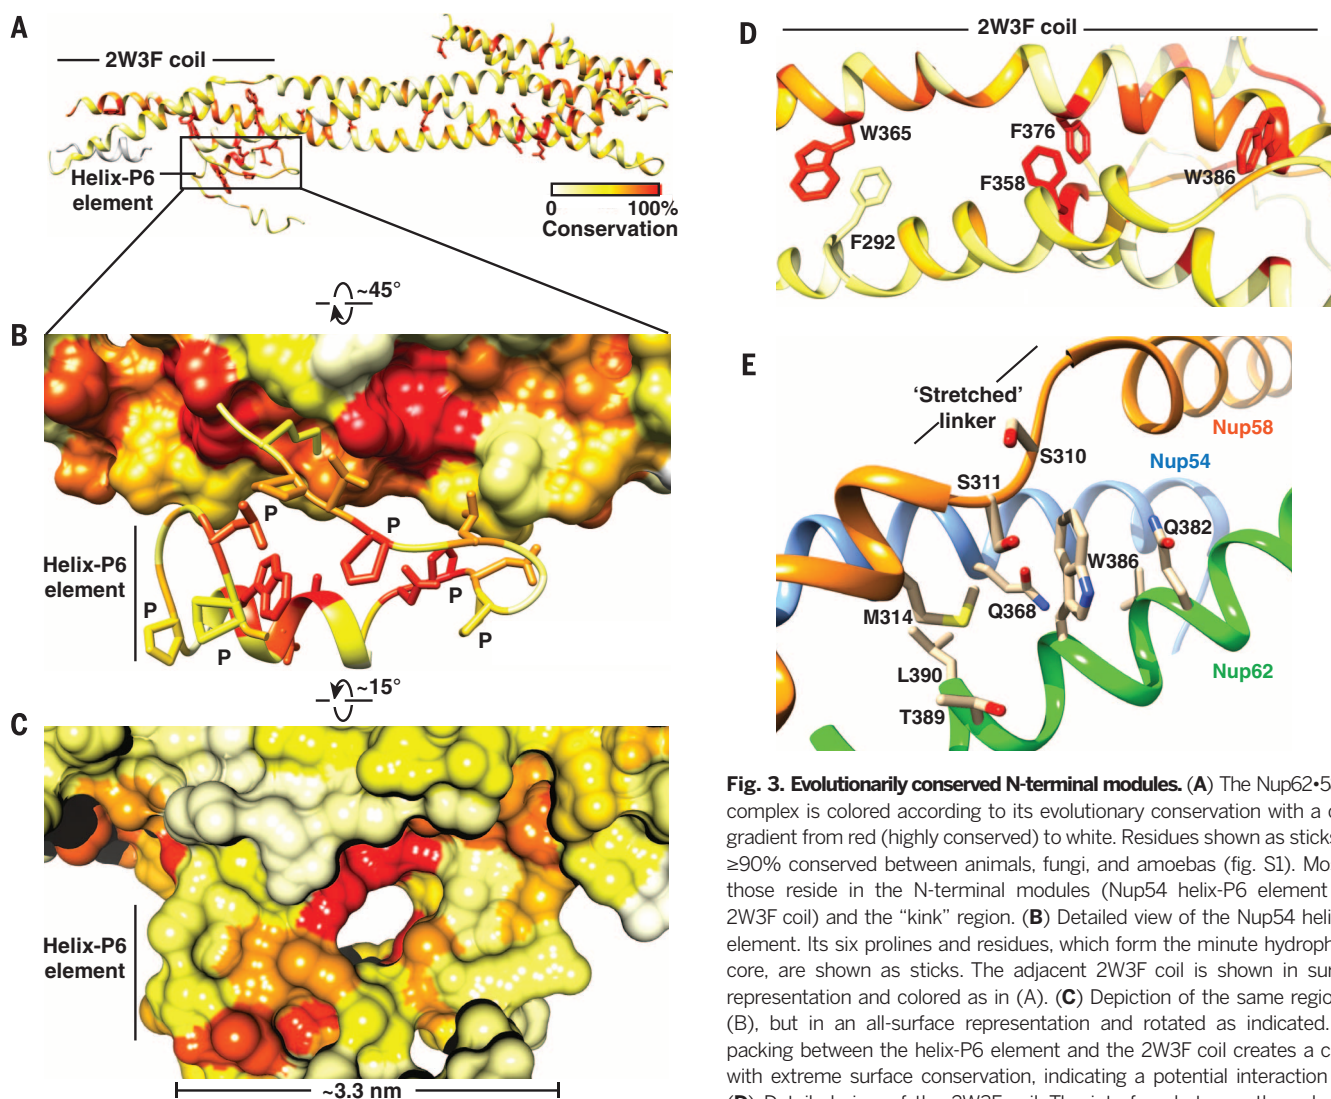 A
2W3F coil
Helix-P6
element
0 100%
Conservation
~45°
B
Helix-P6
element
P
P
P
P
P
~15°
C
Helix-P6
element
~3.3 nm
D
2W3F coil
W365
F376
F358
W386
F292
E
‘Stretched’
linker
Nup58
S310
Nup54
S311
Q382
W386
M314
Q368
L390
Nup62
T389
Fig. 3. Evolutionarily conserved N-terminal modules. (A) The Nup62•5
complex is colored according to its evolutionary conservation with a
gradient from red (highly conserved) to white. Residues shown as sticks
≥90% conserved between animals, fungi, and amoebas (fig. S1). Mo
those reside in the N-terminal modules (Nup54 helix-P6 element
2W3F coil) and the “kink” region. (B) Detailed view of the Nup54 heli
element. Its six prolines and residues, which form the minute hydroph
core, are shown as sticks. The adjacent 2W3F coil is shown in sur
representation and colored as in (A). (C) Depiction of the same regio
(B), but in an all-surface representation and rotated as indicated.
packing between the helix-P6 element and the 2W3F coil creates a c
with extreme surface conservation, indicating a potential interaction